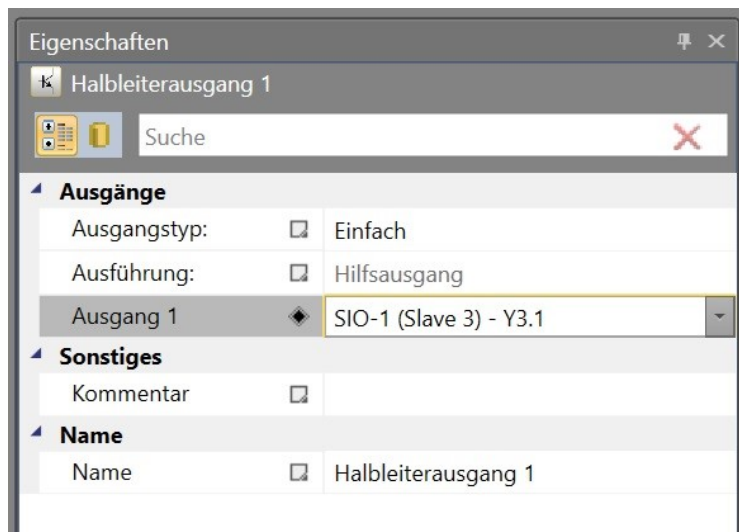 Eigenschaften
Halbleiterausgang 1
Suche
Ausgänge
Ausgangstyp: Einfach
Ausführung: Hilfsausgang
Ausgang 1 SIO-1 (Slave 3) - Y3.1
Sonstiges
Kommentar
Name
Name Halbleiterausgang 1